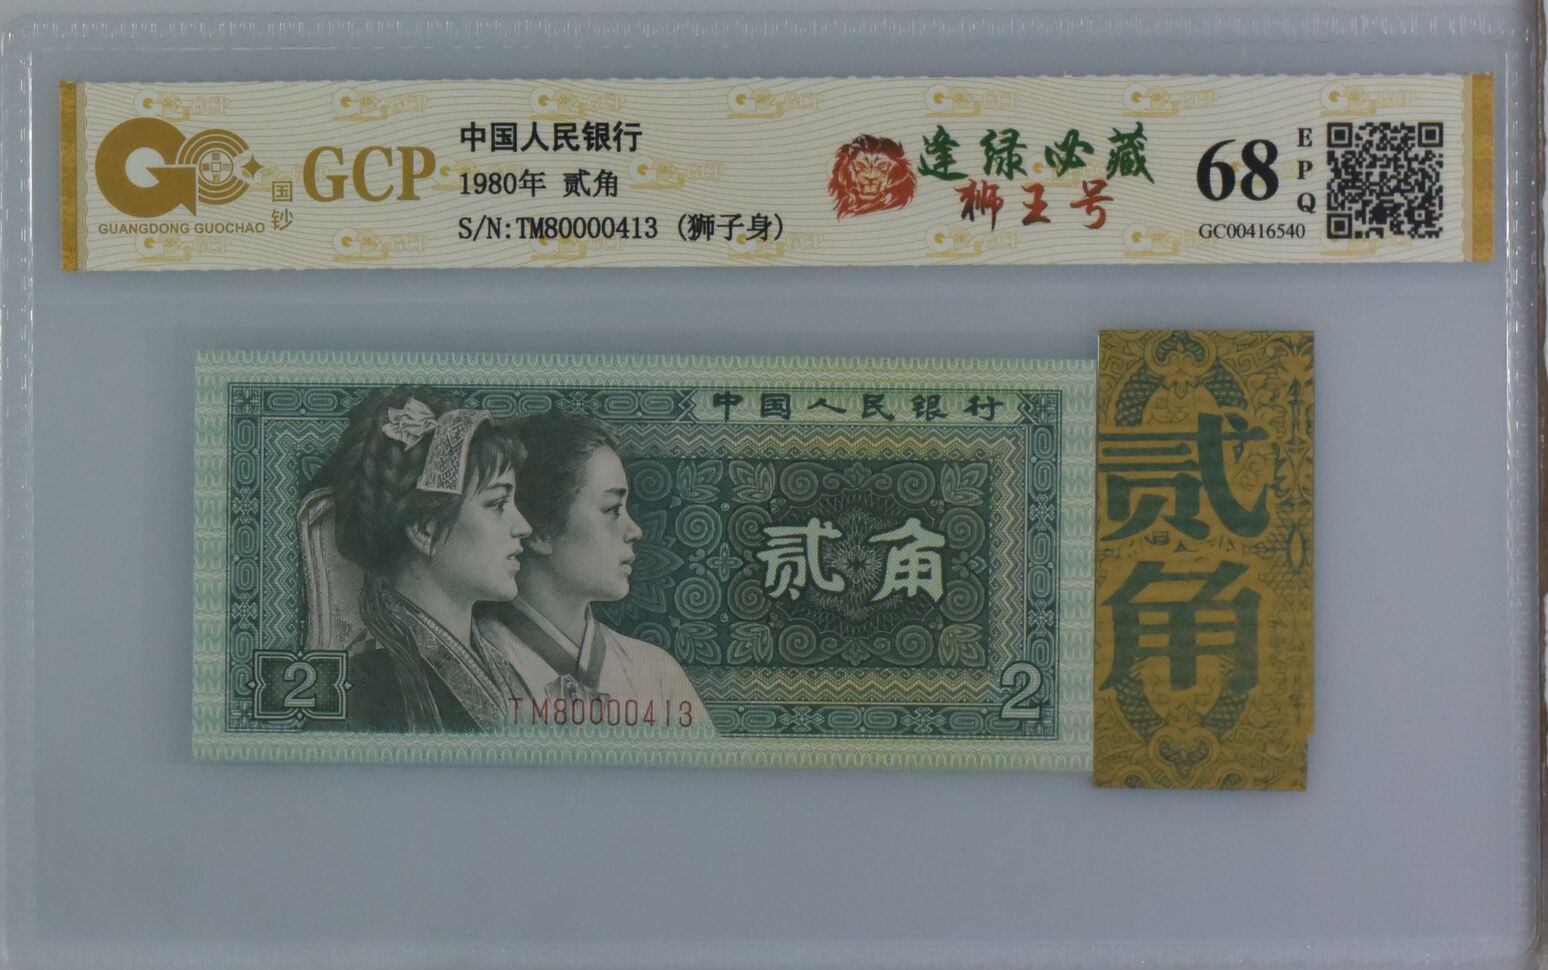 GCP
国钞
GUANGDONG GUOCHAO
中国人民银行
1980年 贰角
S/N:TM80000413 (狮子身)
逢绿必藏
狮王号
68
EPQ
GC00416540
中国人民银行
贰角
2
2
TM80000413
贰角